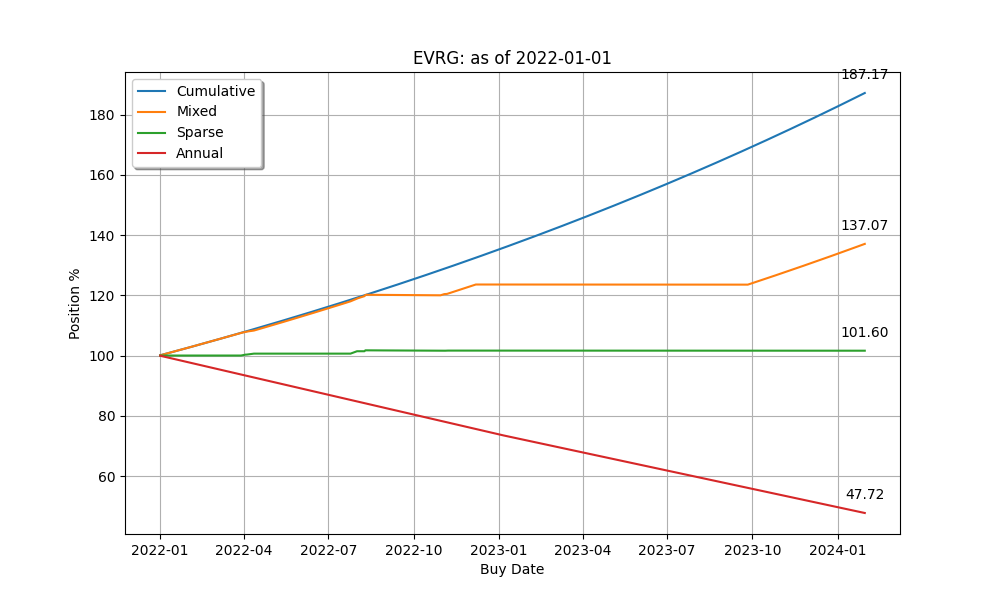 EVRG: as of 2022-01-01
Cumulative
Mixed
Sparse
Annual
187.17
137.07
101.60
47.72
180
160
140
120
100
80
60
Position %
2022-01 2022-04 2022-07 2022-10 2023-01 2023-04 2023-07 2023-10 2024-01
Buy Date